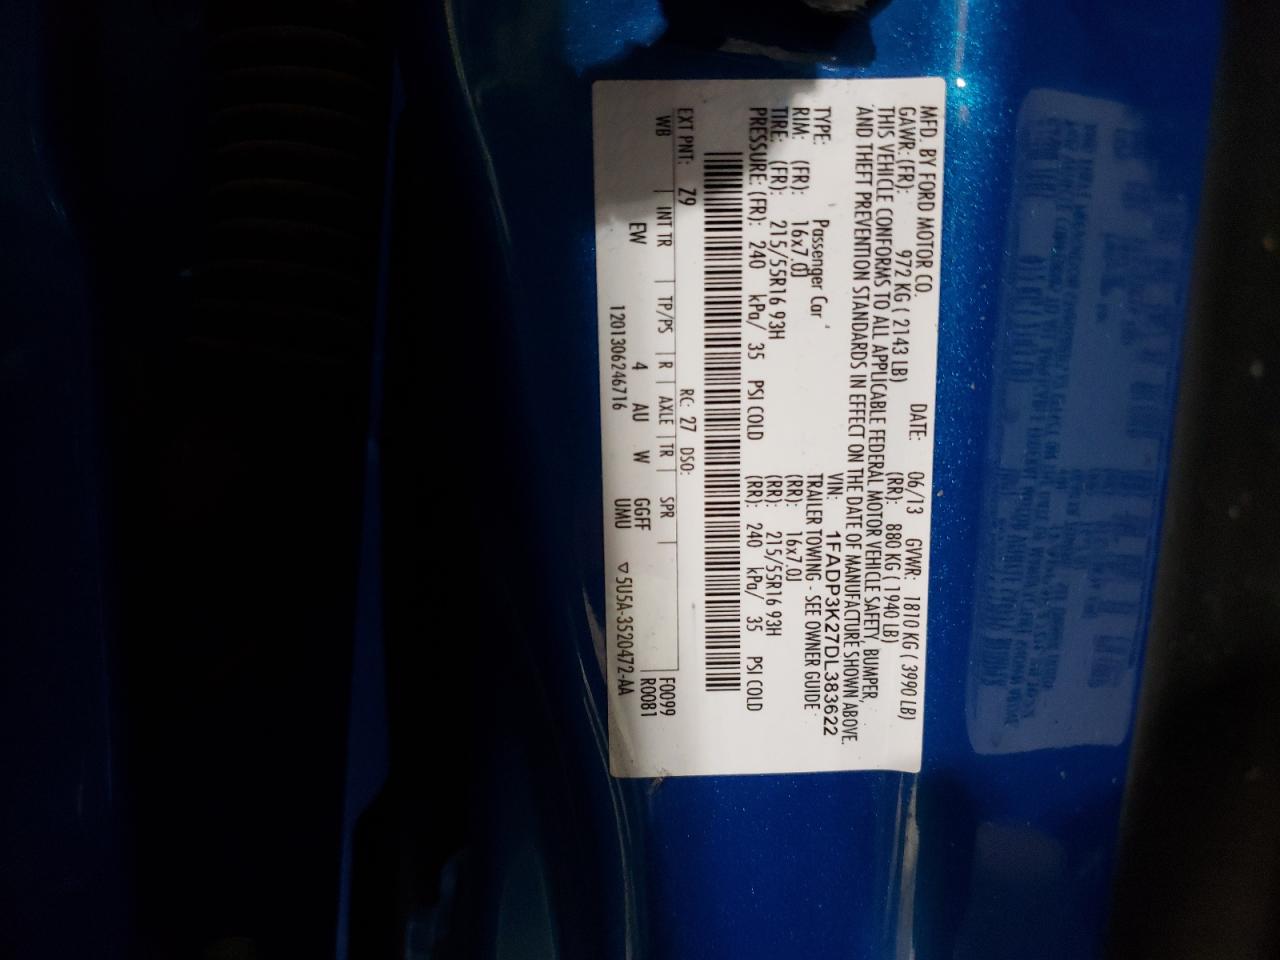 MFD. BY FORD MOTOR CO. DATE: 06/13 GVWR: 1810 KG ( 3990 LB)
GAWR: (FR): 972 KG ( 2143 LB) (RR): 880 KG ( 1940 LB)
THIS VEHICLE CONFORMS TO ALL APPLICABLE FEDERAL MOTOR VEHICLE SAFETY, BUMPER,
AND THEFT PREVENTION STANDARDS IN EFFECT ON THE DATE OF MANUFACTURE SHOWN ABOVE.
VIN: 1FADP3K27DL383622
TYPE: Passenger Car TRAILER TOWING - SEE OWNER GUIDE
RIM: (FR): 16x7.0J (RR): 16x7.0J
TIRE: (FR): 215/55R16 93H (RR): 215/55R16 93H
PRESSURE: (FR): 240 kPa/ 35 PSI COLD (RR): 240 kPa/ 35 PSI COLD
EXT PNT: Z9 RC: 27 DSO: F0099
WB INT TR TP/PS R AXLE TR SPR R0081
EW 4 AU W GGFF
1201306246716 UMU ▽5U5A-3520472-AA